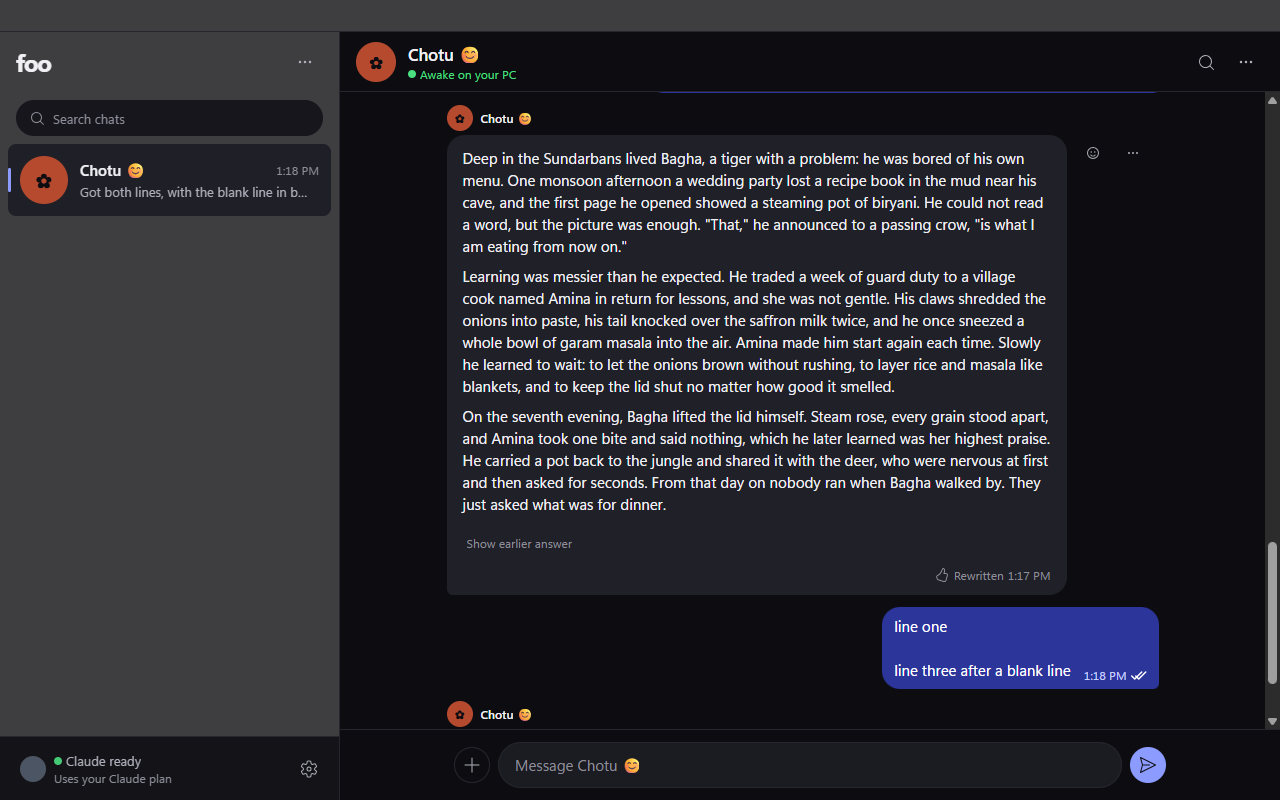 foo
Search chats
Chotu 😊
1:18 PM
Got both lines, with the blank line in b...
Claude ready
Uses your Claude plan
Chotu 😊
Awake on your PC
Chotu 😊
Deep in the Sundarbans lived Bagha, a tiger with a problem: he was bored of his own
menu. One monsoon afternoon a wedding party lost a recipe book in the mud near his
cave, and the first page he opened showed a steaming pot of biryani. He could not read
a word, but the picture was enough. "That," he announced to a passing crow, "is what I
am eating from now on."
Learning was messier than he expected. He traded a week of guard duty to a village
cook named Amina in return for lessons, and she was not gentle. His claws shredded the
onions into paste, his tail knocked over the saffron milk twice, and he once sneezed a
whole bowl of garam masala into the air. Amina made him start again each time. Slowly
he learned to wait: to let the onions brown without rushing, to layer rice and masala like
blankets, and to keep the lid shut no matter how good it smelled.
On the seventh evening, Bagha lifted the lid himself. Steam rose, every grain stood apart,
and Amina took one bite and said nothing, which he later learned was her highest praise.
He carried a pot back to the jungle and shared it with the deer, who were nervous at first
and then asked for seconds. From that day on nobody ran when Bagha walked by. They
just asked what was for dinner.
Show earlier answer
Rewritten 1:17 PM
line one
line three after a blank line
1:18 PM
Chotu 😊
Message Chotu 😊